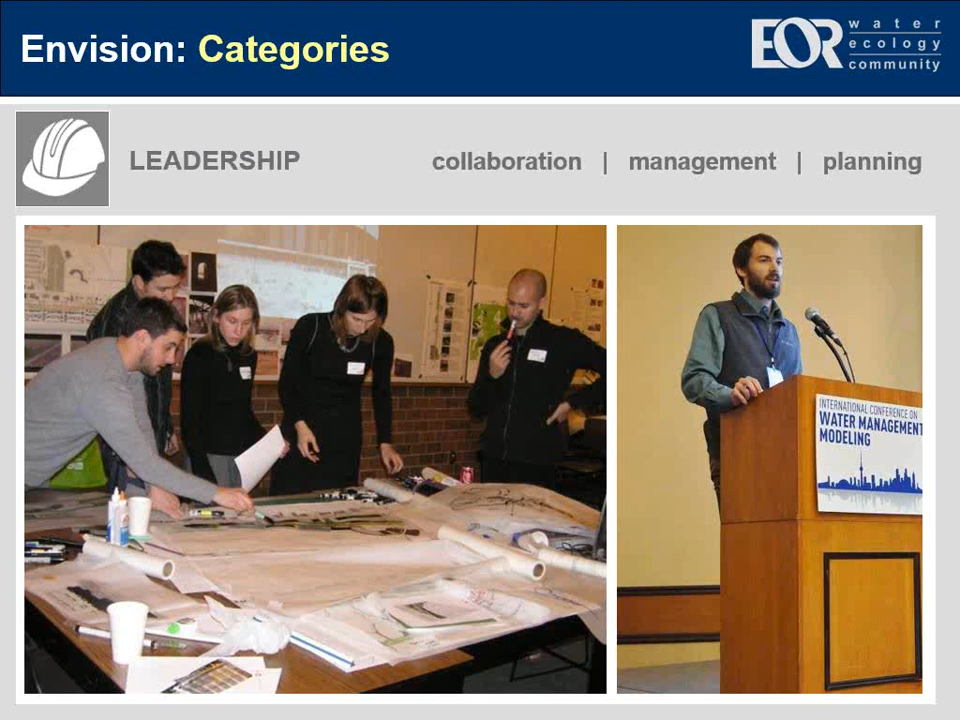 Envision: Categories
EOR
water
ecology
community
LEADERSHIP
collaboration | management | planning
INTERNATIONAL CONFERENCE ON
WATER MANAGEMENT
MODELING